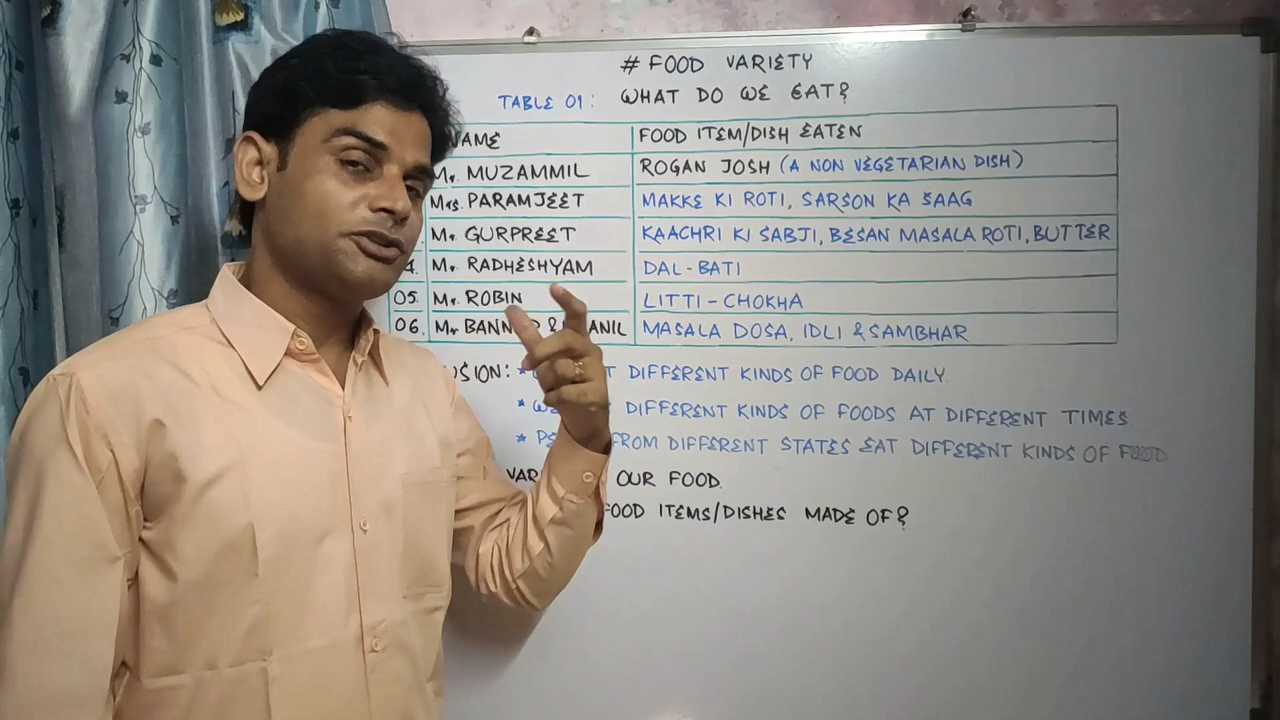 # FOOD VARIETY
TABLE 01: WHAT DO WE EAT?
NAME FOOD ITEM/DISH EATEN
Mr. MUZAMMIL ROGAN JOSH (A NON VEGETARIAN DISH)
Mrs. PARAMJEET MAKKE KI ROTI, SARSON KA SAAG
Mr. GURPREET KAACHRI KI SABJI, BESAN MASALA ROTI, BUTTER
4. Mr. RADHESHYAM DAL-BATI
05. Mr. ROBIN LITTI-CHOKHA
06. Mr MASALA DOSA, IDLI & SAMBHAR
* DIFFERENT KINDS OF FOOD DAILY
* WE DIFFERENT KINDS OF FOODS AT DIFFERENT TIMES
* FROM DIFFERENT STATES EAT DIFFERENT KINDS OF FOOD
OUR FOOD.
FOOD ITEMS/DISHES MADE OF?